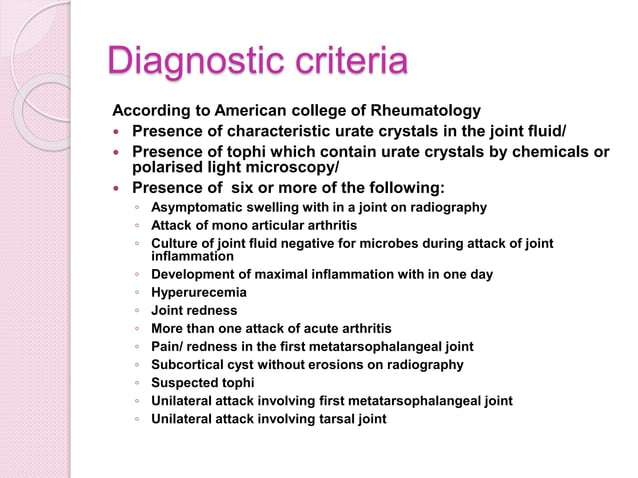 Diagnostic criteria
According to American college of Rheumatology
• Presence of characteristic urate crystals in the joint fluid/
• Presence of tophi which contain urate crystals by chemicals or
polarised light microscopy/
• Presence of  six or more of the following:
◦ Asymptomatic swelling with in a joint on radiography
◦ Attack of mono articular arthritis
◦ Culture of joint fluid negative for microbes during attack of joint
inflammation
◦ Development of maximal inflammation with in one day
◦ Hyperurecemia
◦ Joint redness
◦ More than one attack of acute arthritis
◦ Pain/ redness in the first metatarsophalangeal joint
◦ Subcortical cyst without erosions on radiography
◦ Suspected tophi
◦ Unilateral attack involving first metatarsophalangeal joint
◦ Unilateral attack involving tarsal joint